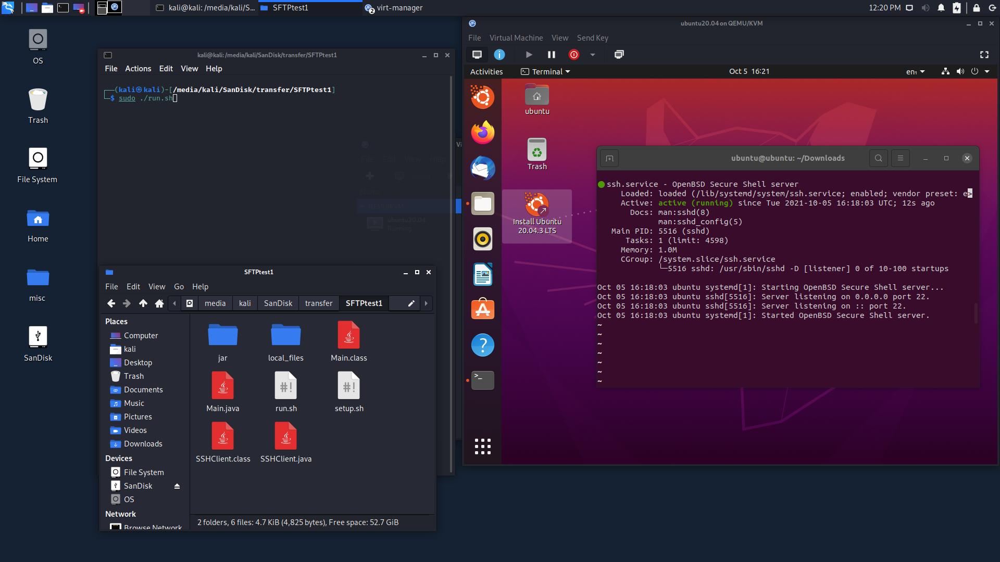 kali@kali: /media/kali/S...
SFTPtest1
2
virt-manager
12:20 PM
OS
Trash
File System
Home
misc
SanDisk
kali@kali: /media/kali/SanDisk/transfer/SFTPtest1
File Actions Edit View Help
(kali㉿kali)-[/media/kali/SanDisk/transfer/SFTPtest1]
$ sudo ./run.sh
File Edit View Help
QEMU/KVM
ubuntu20.04
Running
Vi
SFTPtest1
File Edit View Go Help
media kali SanDisk transfer SFTPtest1
Places
Computer
kali
Desktop
Trash
Documents
Music
Pictures
Videos
Downloads
Devices
File System
SanDisk
OS
Network
Browse Network
jar
local_files
Main.class
Main.java
#!
run.sh
#!
setup.sh
SSHClient.class
SSHClient.java
2 folders, 6 files: 4.7 KiB (4,825 bytes), Free space: 52.7 GiB
ubuntu20.04 on QEMU/KVM
File Virtual Machine View Send Key
Activities
Terminal
Oct 5 16:21
en₁
ubuntu
Trash
Install Ubuntu
20.04.3 LTS
ubuntu@ubuntu: ~/Downloads
● ssh.service - OpenBSD Secure Shell server
Loaded: loaded (/lib/systemd/system/ssh.service; enabled; vendor preset: e>
Active: active (running) since Tue 2021-10-05 16:18:03 UTC; 12s ago
Docs: man:sshd(8)
man:sshd_config(5)
Main PID: 5516 (sshd)
Tasks: 1 (limit: 4598)
Memory: 1.0M
CGroup: /system.slice/ssh.service
└─5516 sshd: /usr/sbin/sshd -D [listener] 0 of 10-100 startups
Oct 05 16:18:03 ubuntu systemd[1]: Starting OpenBSD Secure Shell server...
Oct 05 16:18:03 ubuntu sshd[5516]: Server listening on 0.0.0.0 port 22.
Oct 05 16:18:03 ubuntu sshd[5516]: Server listening on :: port 22.
Oct 05 16:18:03 ubuntu systemd[1]: Started OpenBSD Secure Shell server.
~
~
~
~
~
~
~